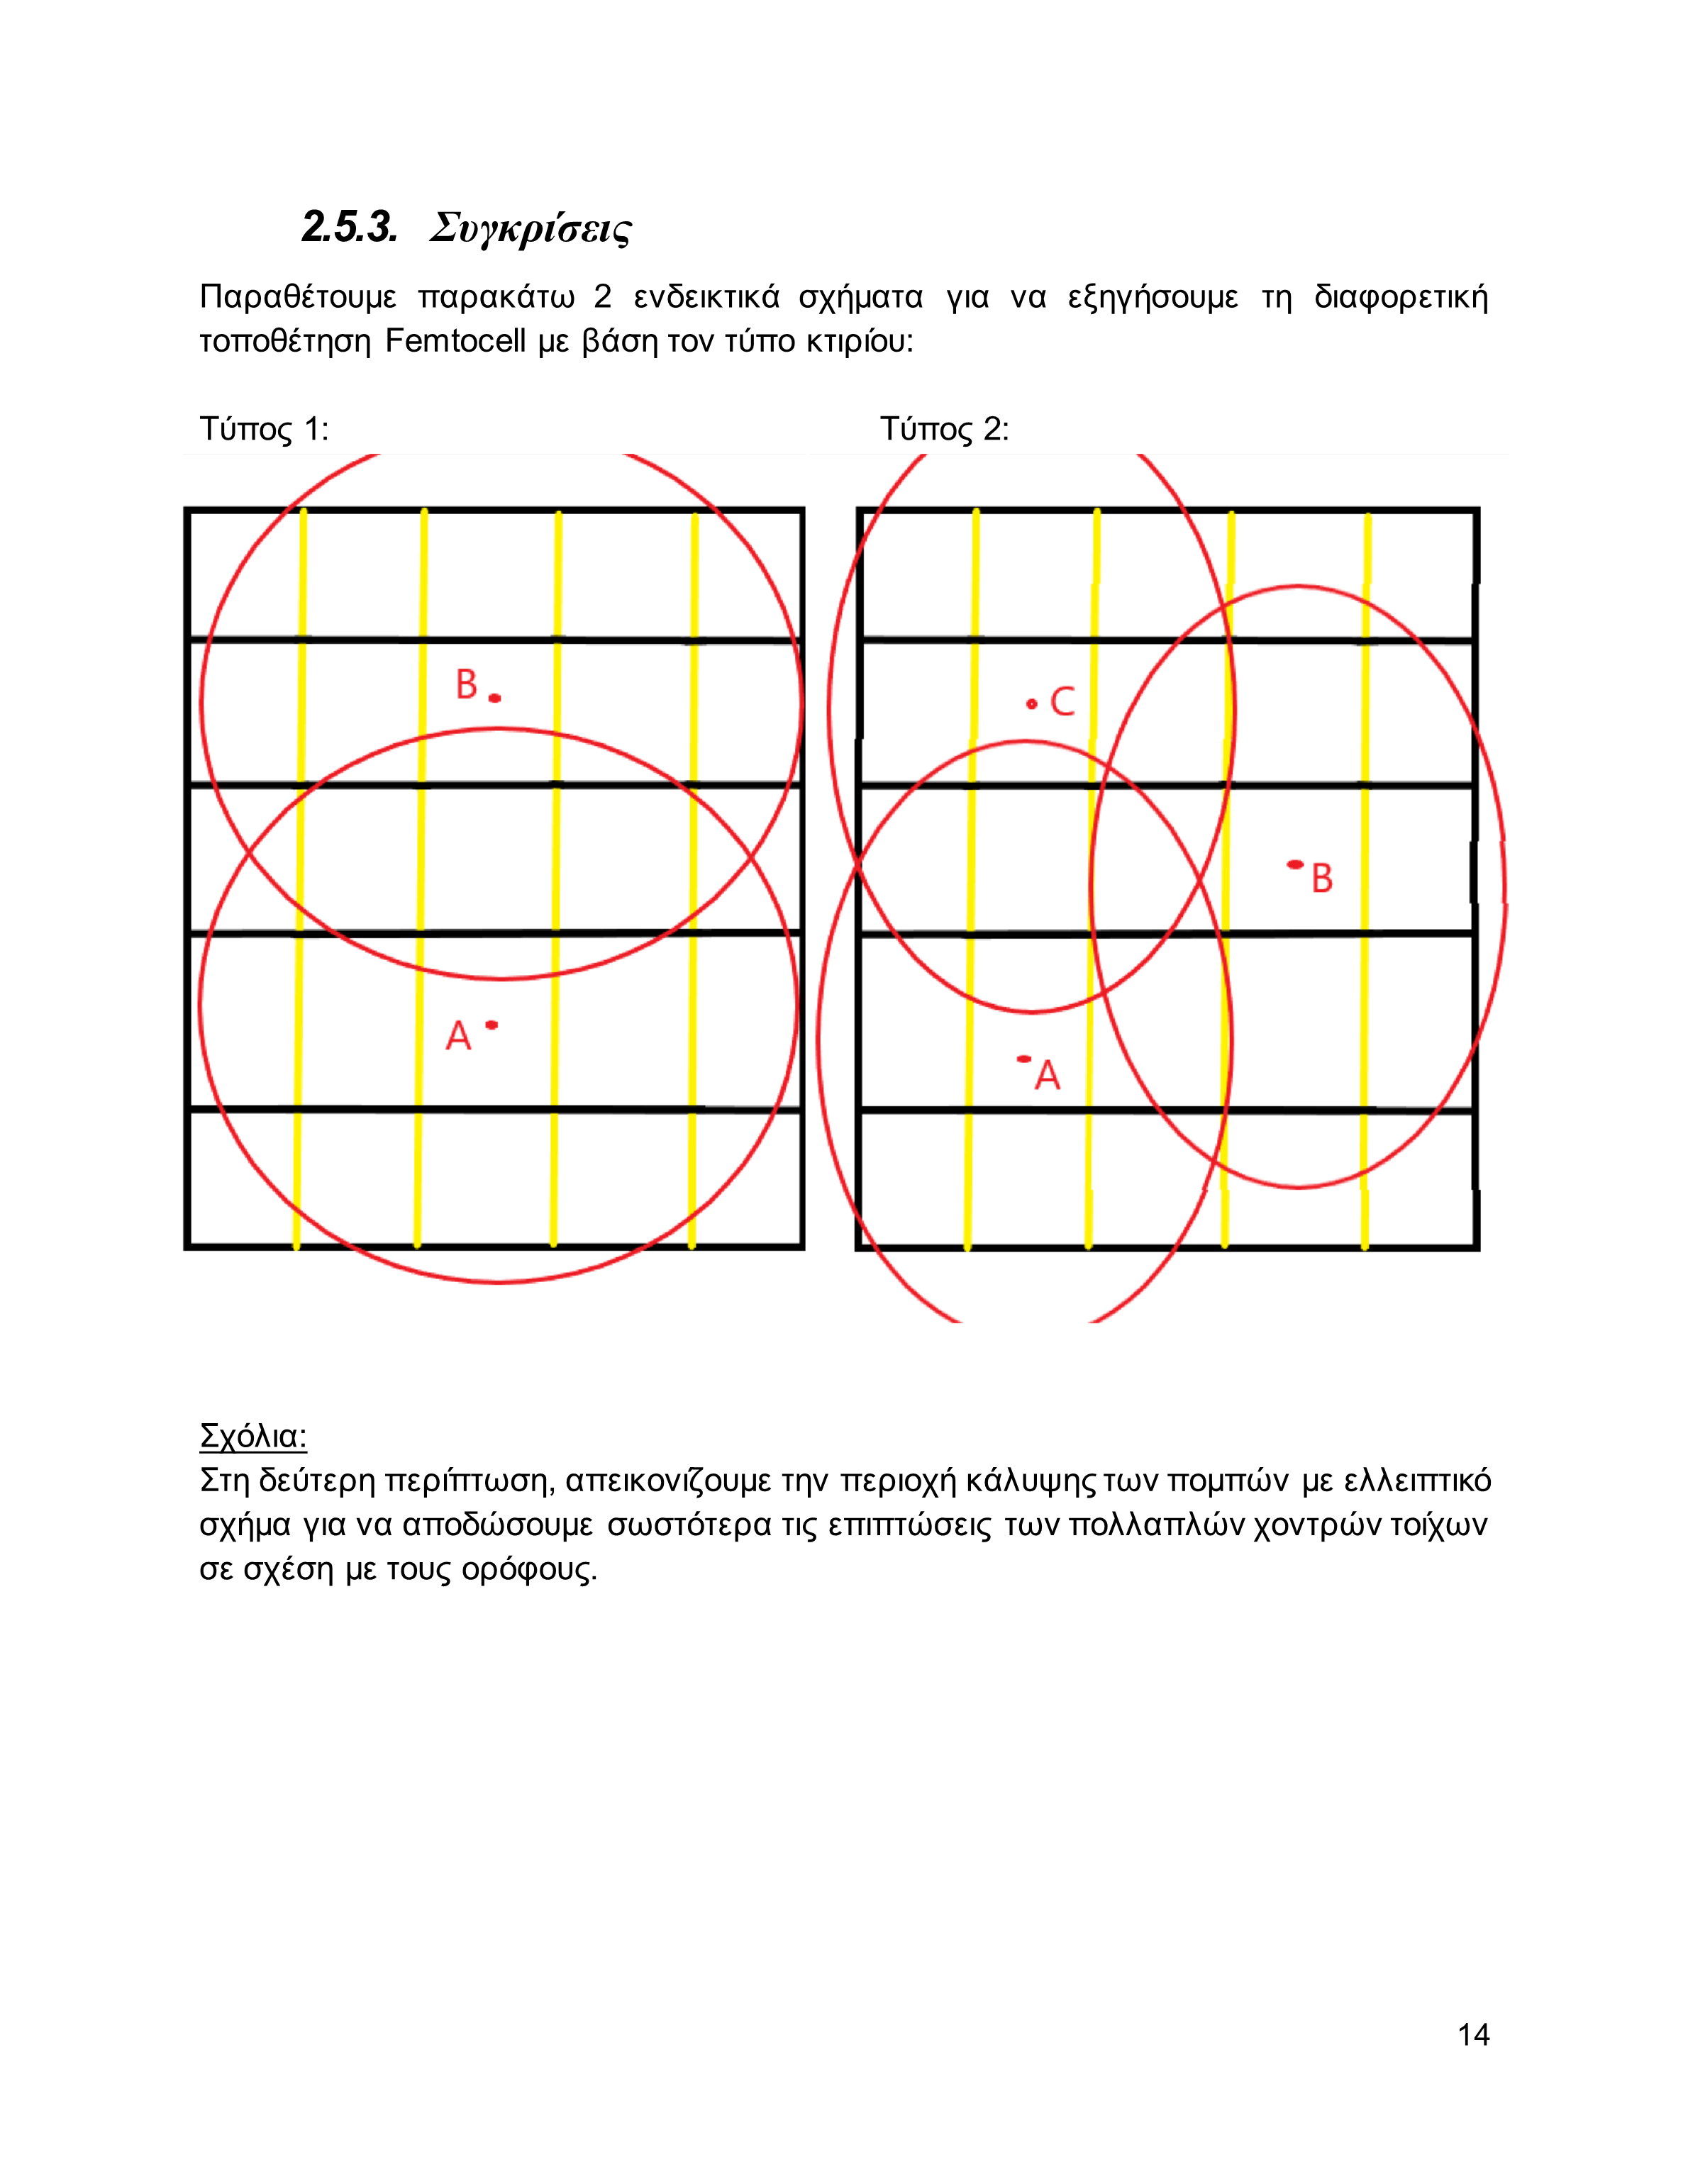 2.5.3. Συγκρίσεις
Παραθέτουμε παρακάτω 2 ενδεικτικά σχήματα για να εξηγήσουμε τη διαφορετική
τοποθέτηση Femtocell με βάση τον τύπο κτιρίου:
Τύπος 1: Τύπος 2:
B
A
C
B
A
Σχόλια:
Στη δεύτερη περίπτωση, απεικονιζουμε την περιοχή κάλυψης των πομπών με ελλειπτικό
σχήμα για να αποδώσουμε σωστότερα τις επιπτώσεις των πολλαπλών χοντρών τοίχων
σε σχέση με τους ορόφους.
14